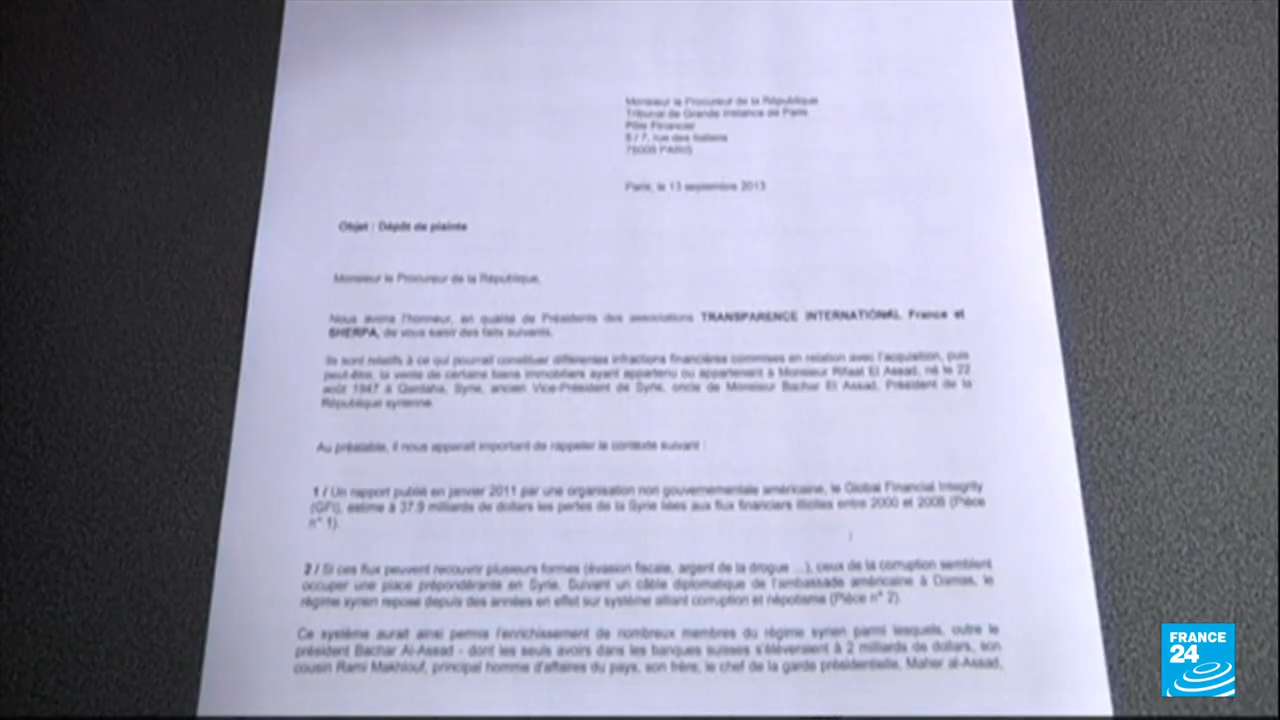 Monsieur le Procureur de la République
Tribunal de Grande Instance de Paris
Pôle Financier
5 / 7, rue des Italiens
75009 PARIS
Paris, le 13 septembre 2013
Objet : Dépôt de plainte
Monsieur le Procureur de la République,
Nous avons l'honneur, en qualité de Présidents des associations TRANSPARENCE INTERNATIONAL France et
SHERPA, de vous saisir des faits suivants.
Ils sont relatifs à ce qui pourrait constituer différentes infractions financières commises en relation avec l'acquisition, puis
peut-être, la vente de certains biens immobiliers ayant appartenu ou appartenant à Monsieur Rifaat El Assad, né le 22
août 1947 à Qardaha, Syrie, ancien Vice-Président de Syrie, oncle de Monsieur Bachar El Assad, Président de la
République syrienne.
Au préalable, il nous apparait important de rappeler le contexte suivant :
1 / Un rapport publié en janvier 2011 par une organisation non gouvernementale américaine, le Global Financial Integrity
(GFI), estime à 37,9 milliards de dollars les pertes de la Syrie liées aux flux financiers illicites entre 2000 et 2008 (Pièce
n° 1).
2 / Si ces flux peuvent recouvrir plusieurs formes (évasion fiscale, argent de la drogue ...), ceux de la corruption semblent
occuper une place prépondérante en Syrie. Suivant un câble diplomatique de l'ambassade américaine à Damas, le
régime syrien repose depuis des années en effet sur système alliant corruption et népotisme (Pièce n° 2).
Ce système aurait ainsi permis l'enrichissement de nombreux membres du régime syrien parmi lesquels, outre le
président Bachar Al-Assad - dont les seuls avoirs dans les banques suisses s'élèveraient à 2 milliards de dollars, son
cousin Rami Makhlouf, principal homme d'affaires du pays, son frère, le chef de la garde présidentielle, Maher al-Assad,
FRANCE
24